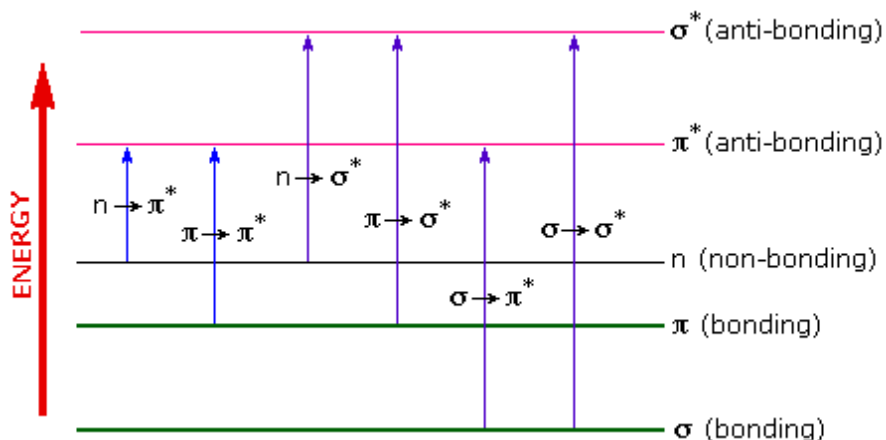 σ* (anti-bonding)
π* (anti-bonding)
n→σ*
n→π*
π→σ*
π→π*
σ→σ*
n (non-bonding)
ENERGY
σ→π*
π (bonding)
σ (bonding)